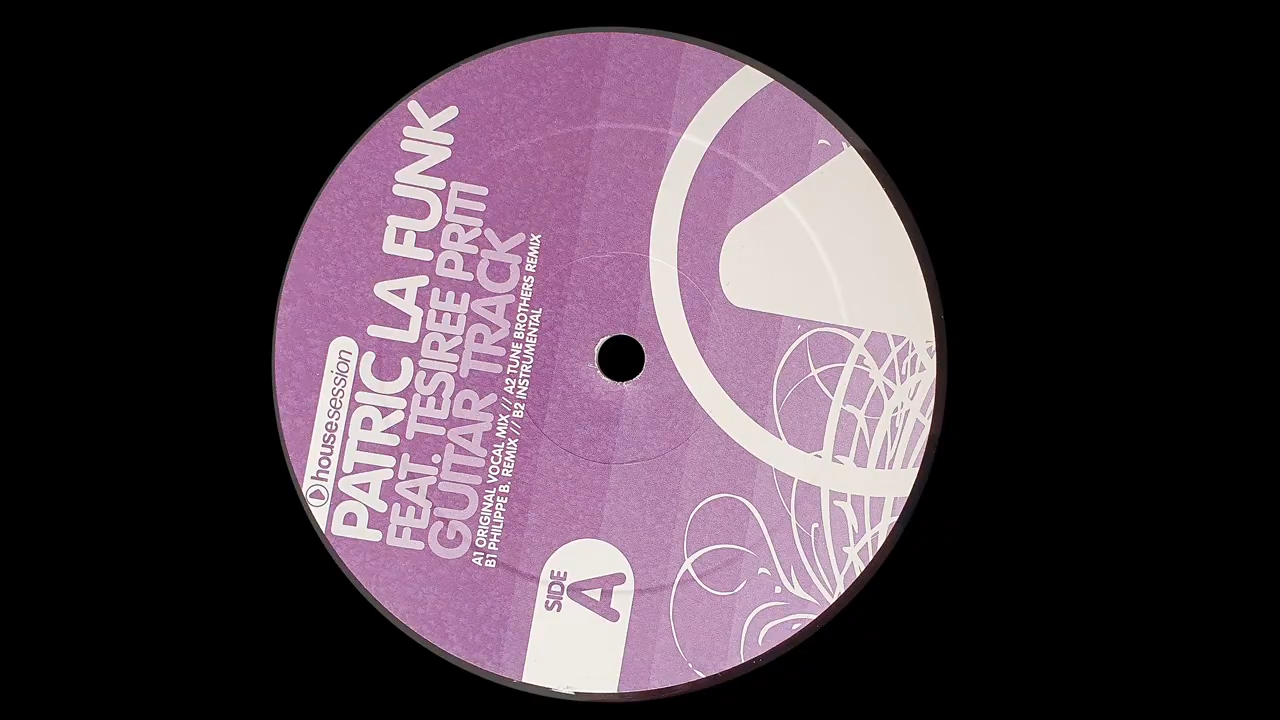 housesession
PATRIC LA FUNK
FEAT. TESIREE PRITI
GUITAR TRACK
A1 ORIGINAL VOCAL MIX // A2 TUNE BROTHERS REMIX
B1 PHILIPPE B. REMIX // B2 INSTRUMENTAL
SIDE
A